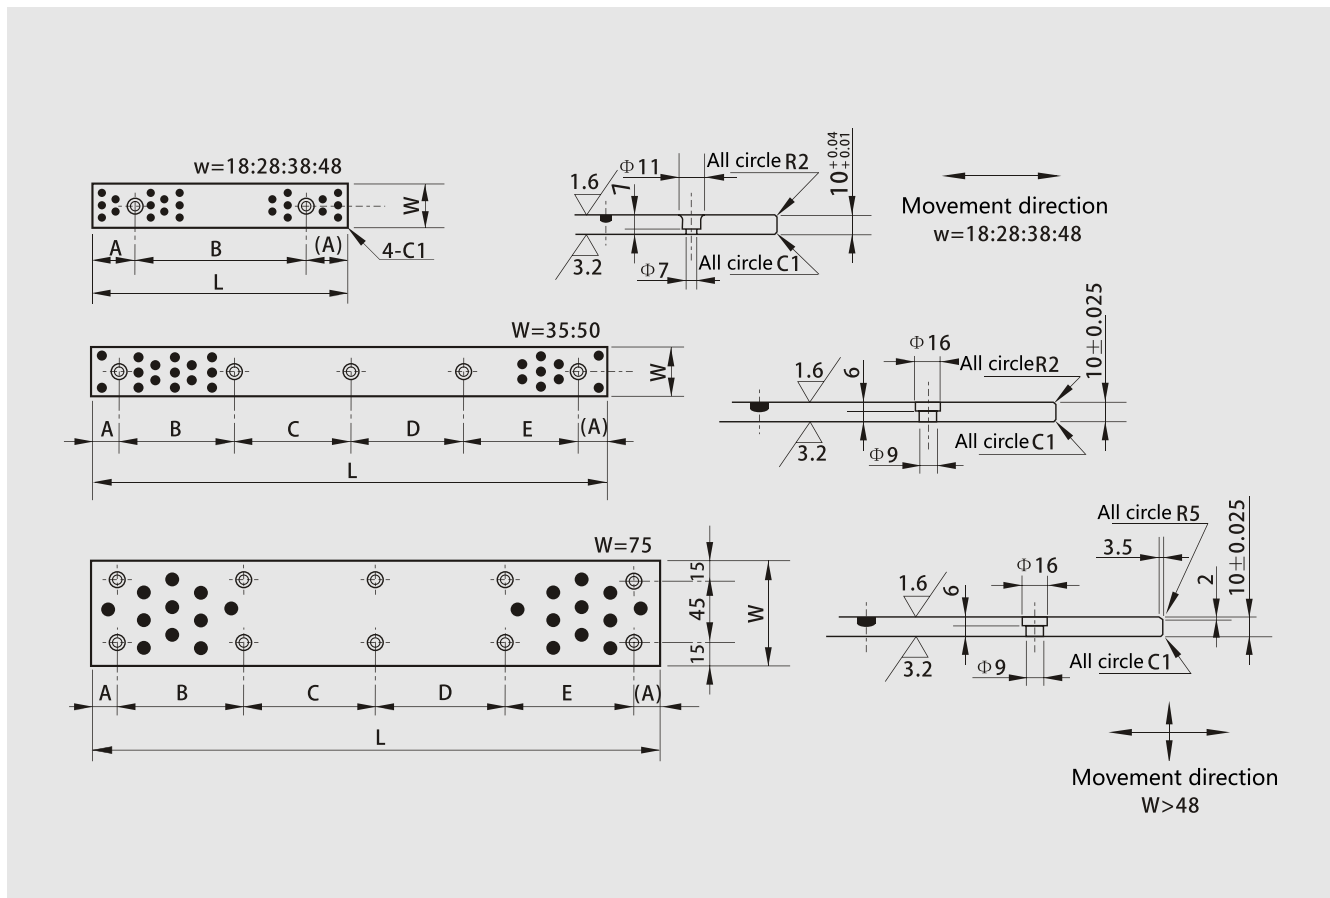 w=18:28:38:48
W
A
B
(A)
4-C1
L
1.6
7
Φ11
All circle R2
10 +0.04 +0.01
3.2
Φ7
All circle C1
Movement direction
w=18:28:38:48
W=35:50
W
A
B
C
D
E
(A)
L
1.6
6
Φ16
All circle R2
10±0.025
3.2
Φ9
All circle C1
W=75
15
45
15
W
A
B
C
D
E
(A)
L
All circle R5
3.5
1.6
6
Φ16
2
10±0.025
3.2
Φ9
All circle C1
Movement direction
W>48